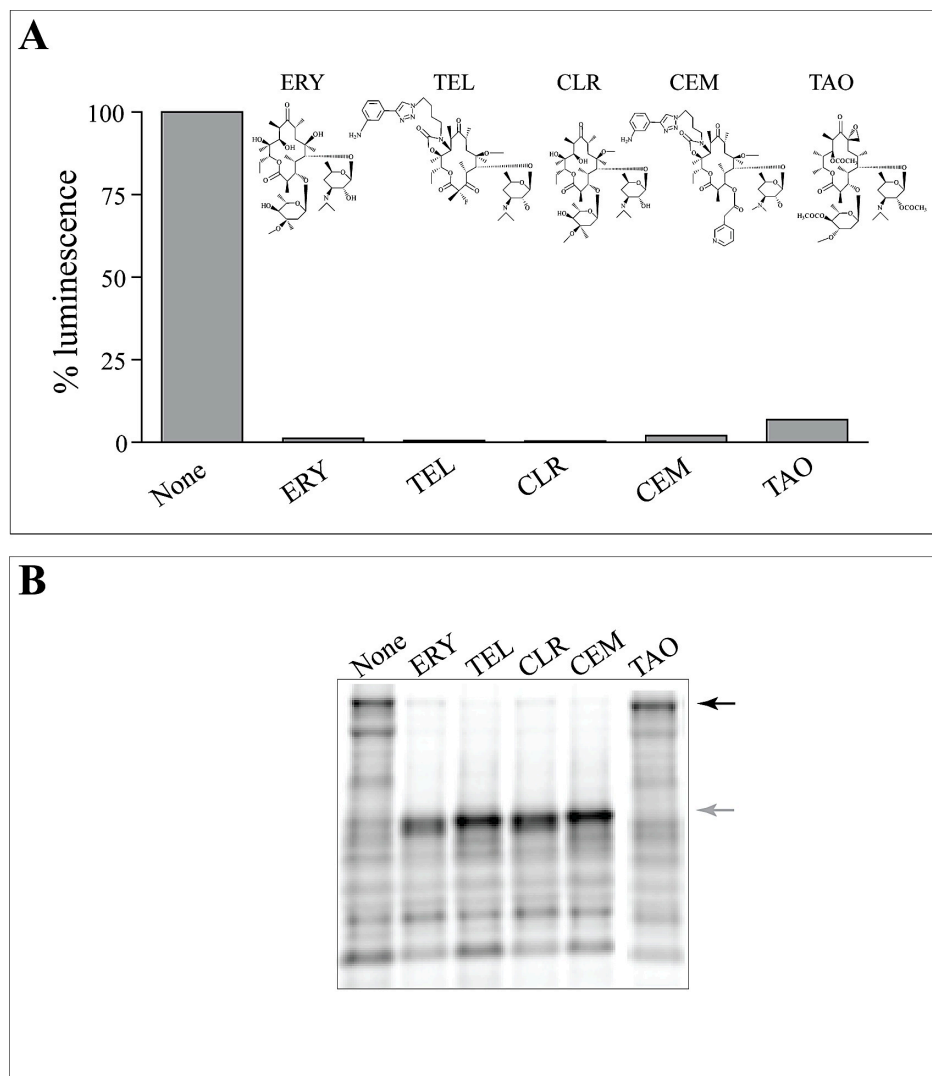 A
ERY TEL CLR CEM TAO
100
75
50
25
0
% luminescence
None ERY TEL CLR CEM TAO
B
None ERY TEL CLR CEM TAO